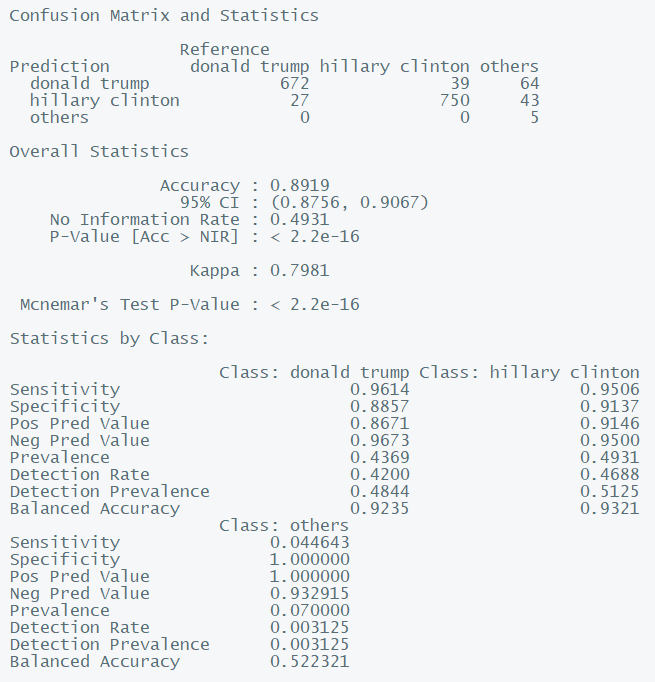 Confusion Matrix and Statistics
Reference
Prediction donald trump hillary clinton others
donald trump 672 39 64
hillary clinton 27 750 43
others 0 0 5
Overall Statistics
Accuracy : 0.8919
95% CI : (0.8756, 0.9067)
No Information Rate : 0.4931
P-Value [Acc > NIR] : < 2.2e-16
Kappa : 0.7981
Mcnemar's Test P-Value : < 2.2e-16
Statistics by Class:
Class: donald trump Class: hillary clinton
Sensitivity 0.9614 0.9506
Specificity 0.8857 0.9137
Pos Pred Value 0.8671 0.9146
Neg Pred Value 0.9673 0.9500
Prevalence 0.4369 0.4931
Detection Rate 0.4200 0.4688
Detection Prevalence 0.4844 0.5125
Balanced Accuracy 0.9235 0.9321
Class: others
Sensitivity 0.044643
Specificity 1.000000
Pos Pred Value 1.000000
Neg Pred Value 0.932915
Prevalence 0.070000
Detection Rate 0.003125
Detection Prevalence 0.003125
Balanced Accuracy 0.522321